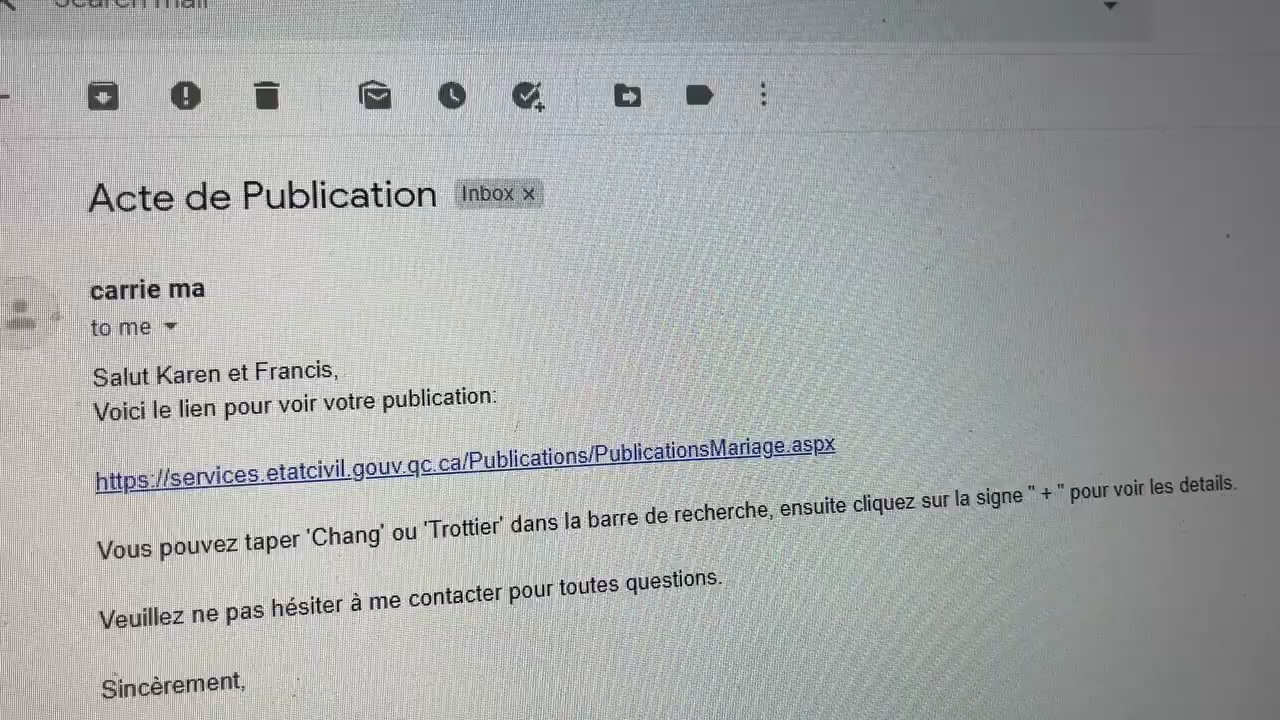 Search mail
Acte de Publication Inbox ×
carrie ma
to me
Salut Karen et Francis,
Voici le lien pour voir votre publication:
https://services.etatcivil.gouv.qc.ca/Publications/PublicationsMariage.aspx
Vous pouvez taper 'Chang' ou 'Trottier' dans la barre de recherche, ensuite cliquez sur la signe " + " pour voir les details.
Veuillez ne pas hésiter à me contacter pour toutes questions.
Sincèrement,